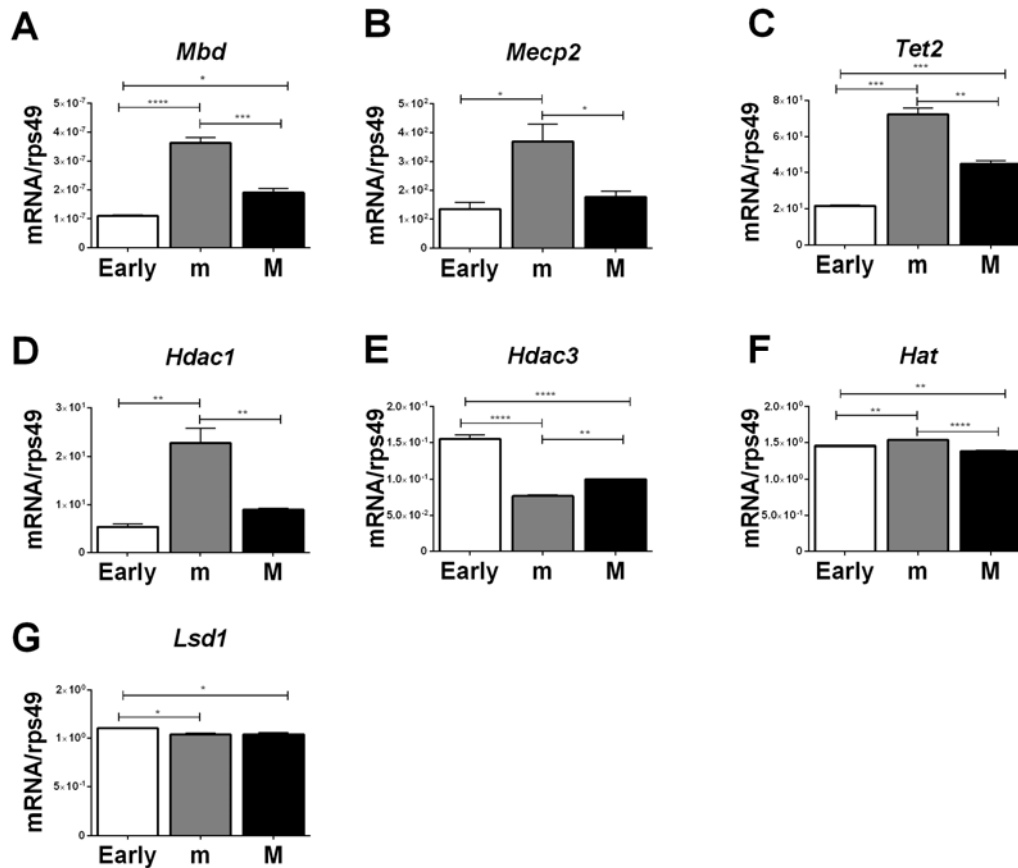 A
Mbd
*
****
***
mRNA/rps49
5×10⁻⁷
4×10⁻⁷
3×10⁻⁷
2×10⁻⁷
1×10⁻⁷
0
Early m M
B
Mecp2
*
*
mRNA/rps49
5×10²
4×10²
3×10²
2×10²
1×10²
0
Early m M
C
Tet2
***
***
**
mRNA/rps49
8×10¹
6×10¹
4×10¹
2×10¹
0
Early m M
D
Hdac1
**
**
mRNA/rps49
3×10¹
2×10¹
1×10¹
0
Early m M
E
Hdac3
****
****
**
mRNA/rps49
2.0×10⁻¹
1.5×10⁻¹
1.0×10⁻¹
5.0×10⁻²
0
Early m M
F
Hat
**
**
****
mRNA/rps49
2.0×10⁰
1.5×10⁰
1.0×10⁰
5.0×10⁻¹
0
Early m M
G
Lsd1
*
*
mRNA/rps49
2×10⁰
1×10⁰
5×10⁻¹
0
Early m M